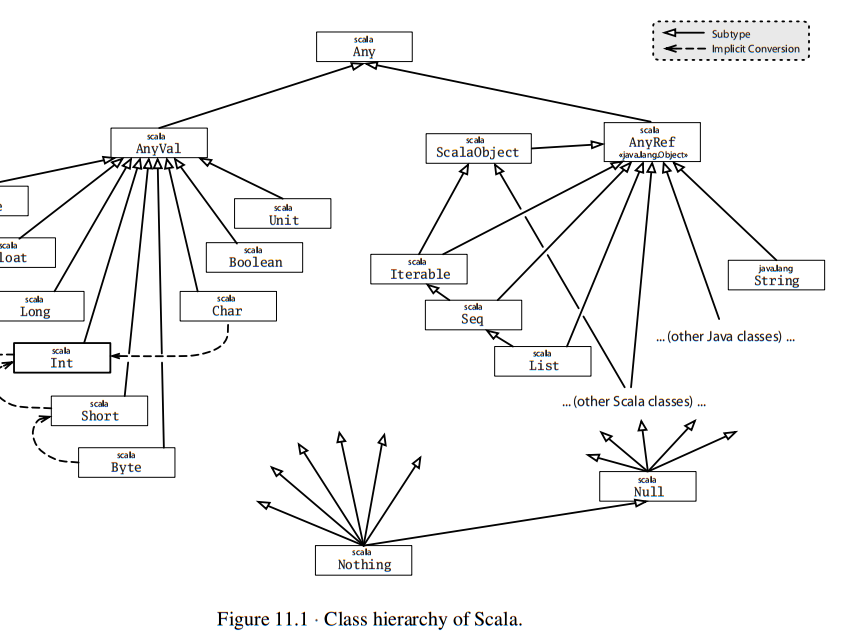 scala
Any
Subtype
Implicit Conversion
scala
AnyVal
scala
ScalaObject
scala
AnyRef
«java.lang.Object»
e
scala
Unit
scala
loat
scala
Boolean
scala
Iterable
java.lang
String
scala
Long
scala
Char
scala
Seq
... (other Java classes) ...
scala
Int
scala
List
scala
Short
... (other Scala classes) ...
scala
Byte
scala
Null
scala
Nothing
Figure 11.1 · Class hierarchy of Scala.